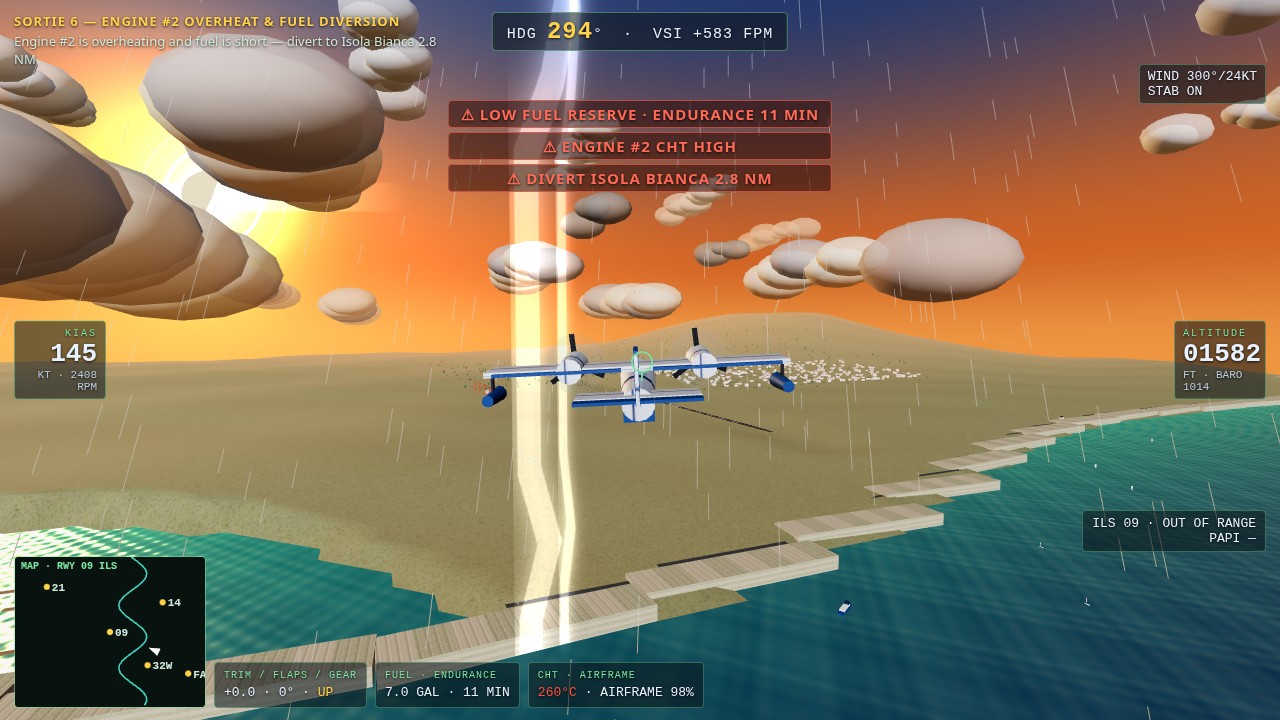 SORTIE 6 — ENGINE #2 OVERHEAT & FUEL DIVERSION
Engine #2 is overheating and fuel is short — divert to Isola Bianca 2.8
NM
HDG 294° · VSI +583 FPM
WIND 300°/24KT
STAB ON
⚠ LOW FUEL RESERVE · ENDURANCE 11 MIN
⚠ ENGINE #2 CHT HIGH
⚠ DIVERT ISOLA BIANCA 2.8 NM
KIAS
145
KT · 2408
RPM
ALTITUDE
01582
FT · BARO
1014
ILS 09 · OUT OF RANGE
PAPI —
MAP · RWY 09 ILS
21
14
09
32W
FA
TRIM / FLAPS / GEAR
+0.0 · 0° · UP
FUEL · ENDURANCE
7.0 GAL · 11 MIN
CHT · AIRFRAME
260°C · AIRFRAME 98%